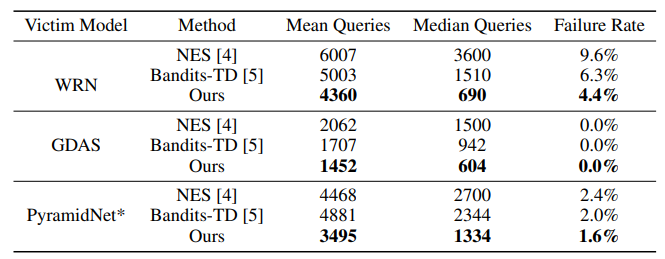 Victim Model Method Mean Queries Median Queries Failure Rate
NES [4] 6007 3600 9.6%
WRN Bandits-TD [5] 5003 1510 6.3%
Ours 4360 690 4.4%
NES [4] 2062 1500 0.0%
GDAS Bandits-TD [5] 1707 942 0.0%
Ours 1452 604 0.0%
NES [4] 4468 2700 2.4%
PyramidNet* Bandits-TD [5] 4881 2344 2.0%
Ours 3495 1334 1.6%